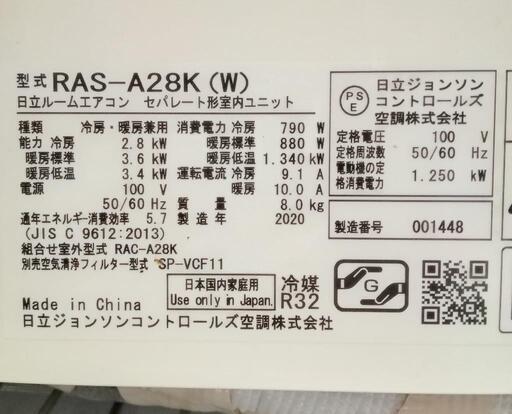 型式 RAS-A28K(W)
日立ルームエアコン セパレート形室内ユニット
種類 冷房・暖房兼用 消費電力 冷房 790 W
能力 冷房 2.8 kW 暖房標準 880 W
暖房標準 3.6 kW 暖房低温 1.340 kW
暖房低温 3.4 kW 運転電流 冷房 9.1 A
電源 100 V 暖房 10.0 A
50/60 Hz 質量 8.0 kg
通年エネルギー消費効率 5.7 製造年 2020
(JIS C 9612:2013)
組合せ室外型式 RAC-A28K
別売空気清浄フィルター型式 SP-VCF11
Made in China
日本国内家庭用
Use only in Japan.
冷媒
R32
日立ジョンソンコントロールズ空調株式会社
PS
E
日立ジョンソン
コントロールズ
空調株式会社
定格電圧 100 V
定格周波数 50/60 Hz
電動機の定
格消費電力 1.250 kW
製造番号 001448
G